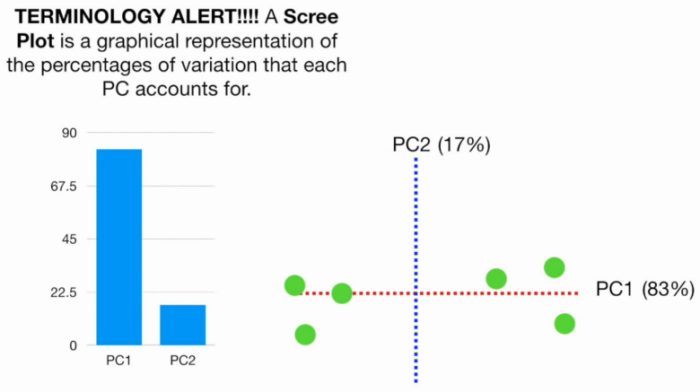 TERMINOLOGY ALERT!!!! A Scree
Plot is a graphical representation of
the percentages of variation that each
PC accounts for.
90
67.5
45
22.5
0
PC1
PC2
PC2 (17%)
PC1 (83%)